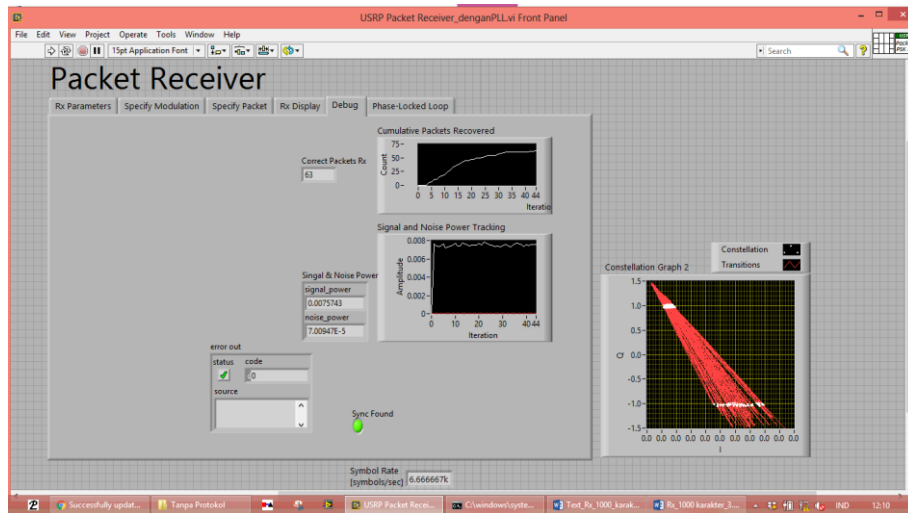 USRP Packet Receiver_denganPLL.vi Front Panel
File Edit View Project Operate Tools Window Help
15pt Application Font
Search
Packet Receiver
Rx Parameters Specify Modulation Specify Packet Rx Display Debug Phase-Locked Loop
Cumulative Packets Recovered
Correct Packets Rx
63
Count
75-
50-
25-
0-
0 5 10 15 20 25 30 35 40 44
Iteratio
Signal and Noise Power Tracking
Singal & Noise Power
signal_power
0.0075743
noise_power
7.00947E-5
Amplitude
0.008-
0.006-
0.004-
0.002-
0-
0 10 20 30 40 44
Iteration
error out
status code
0
source
Sync Found
Symbol Rate
[symbols/sec] 6.666667k
Constellation
Transitions
Constellation Graph 2
Q
1.5-
1.0-
0.5-
0.0-
-0.5-
-1.0-
-1.5-
0.0 0.0 0.0 0.0 0.0 0.0 0.0 0.0 0.0 0.0 0.0
I
Successfully updat... Tanpa Protokol USRP Packet Recei... C:\windows\syste... Text_Rx_1000_karak... Rx_1000 karakter_3.... IND 12:10